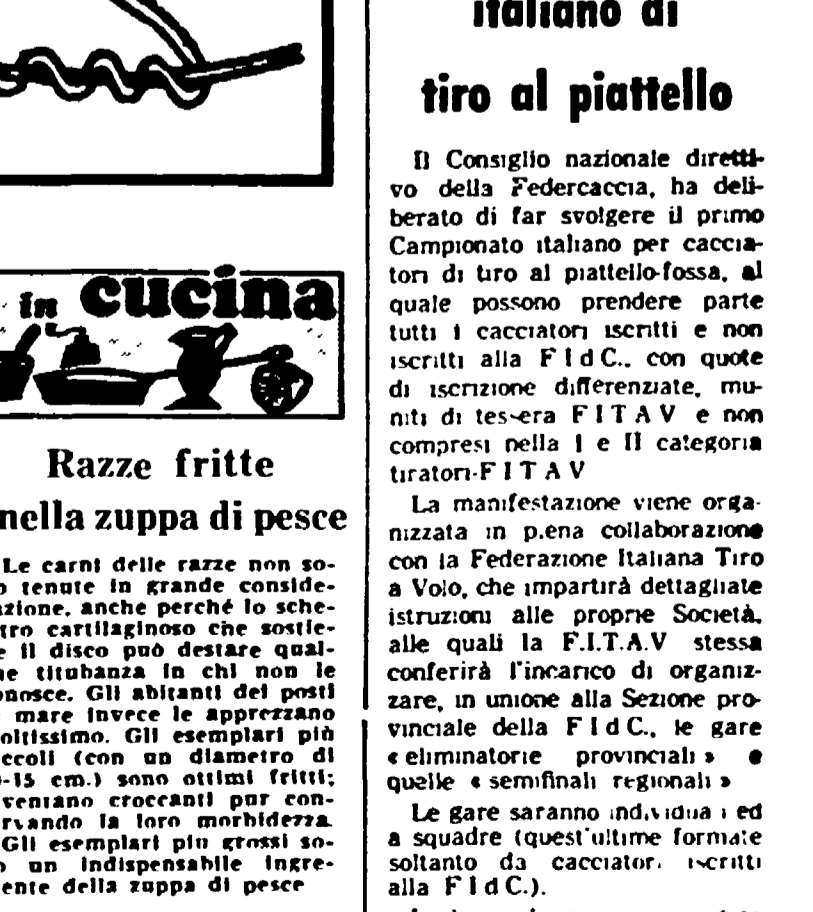 in cucina
Razze fritte
nella zuppa di pesce
Le carni delle razze non so-
tenute in grande conside-
azione, anche perché lo sche-
tro cartilaginoso che sostie-
e il disco può destare qual-
he titubanza in chi non le
onosce. Gli abitanti dei posti
mare invece le apprezzano
oltissimo. Gli esemplari più
ccoli (con un diametro di
-15 cm.) sono ottimi fritti;
ventano croccanti pur con-
rvando la loro morbidezza
Gli esemplari più grossi so-
o un indispensabile ingre-
ente della zuppa di pesce
italiano di
tiro al piattello
Il Consiglio nazionale diretti-
vo della Federcaccia, ha deli-
berato di far svolgere il primo
Campionato italiano per caccia-
tori di tiro al piattello-fossa, al
quale possono prendere parte
tutti i cacciatori iscritti e non
iscritti alla F I d C., con quote
di iscrizione differenziate, mu-
niti di tessera F I T A V e non
compresi nella I e II categoria
tiratori-F I T A V
La manifestazione viene orga-
nizzata in p.ena collaborazione
con la Federazione Italiana Tiro
a Volo, che impartirà dettagliate
istruzioni alle proprie Società,
alle quali la F.I.T.A.V stessa
conferirà l'incarico di organiz-
zare, in unione alla Sezione pro-
vinciale della F I d C., le gare
« eliminatorie provinciali » e
quelle « semifinali regionali »
Le gare saranno individuali ed
a squadre (quest'ultime formate
soltanto da cacciatori iscritti
alla F I d C.).